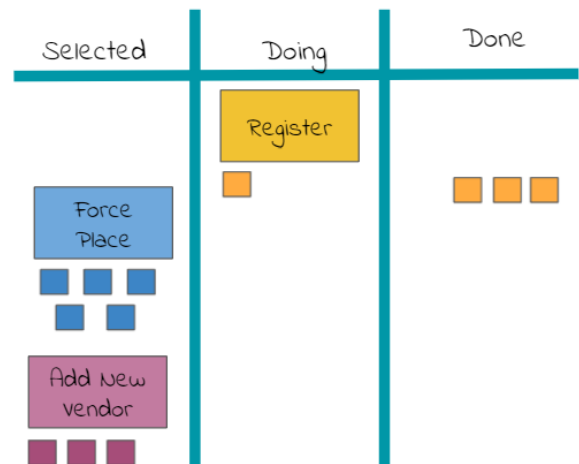 Selected
Doing
Done
Register
Force
Place
Add New
Vendor